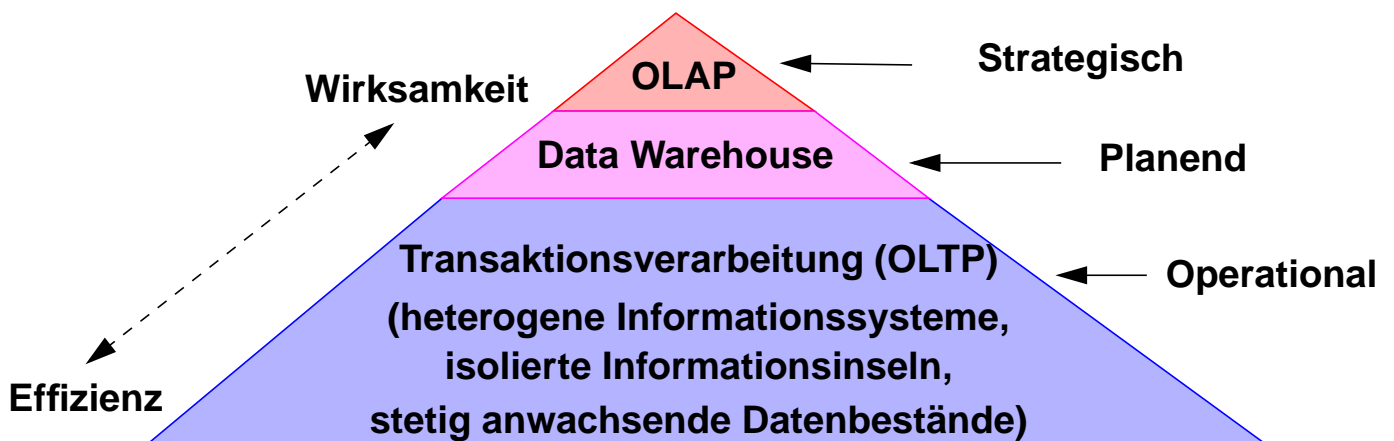 OLAP
Strategisch
Wirksamkeit
Data Warehouse
Planend
Transaktionsverarbeitung (OLTP)
Operational
(heterogene Informationssysteme,
isolierte Informationsinseln,
Effizienz
stetig anwachsende Datenbestände)